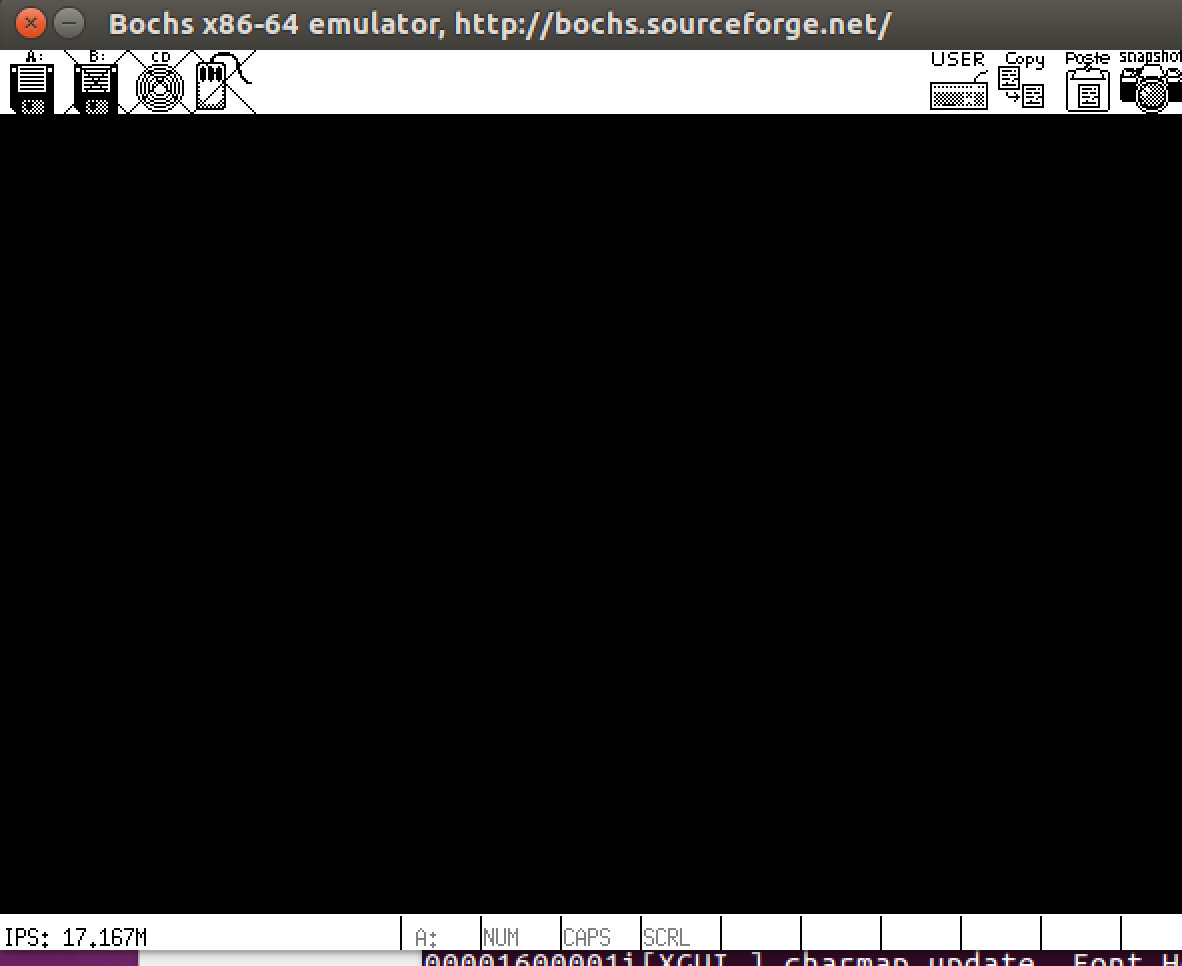 Bochs x86-64 emulator, http://bochs.sourceforge.net/
A: B: CD USER Copy Poste snapshot
IPS: 17.167M A: NUM CAPS SCRL
00001600001i[XGUI ] charmap update. Font H